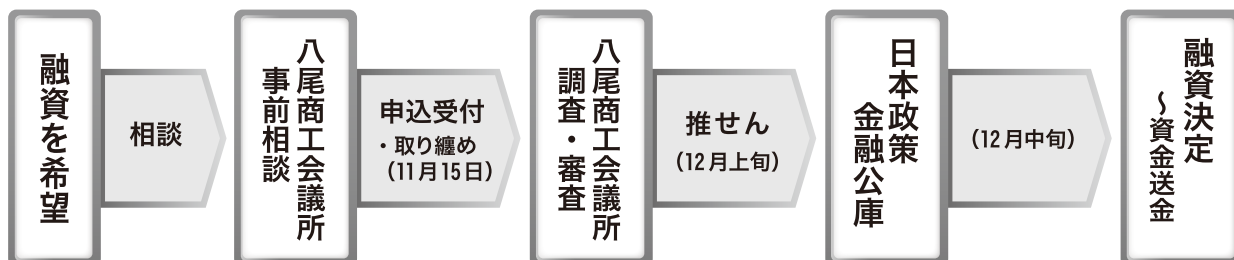 融資を希望
相談
八尾商工会議所
事前相談
申込受付
・取り纏め
（11月15日）
八尾商工会議所
調査・審査
推せん
（12月上旬）
日本政策
金融公庫
（12月中旬）
融資決定
～資金送金